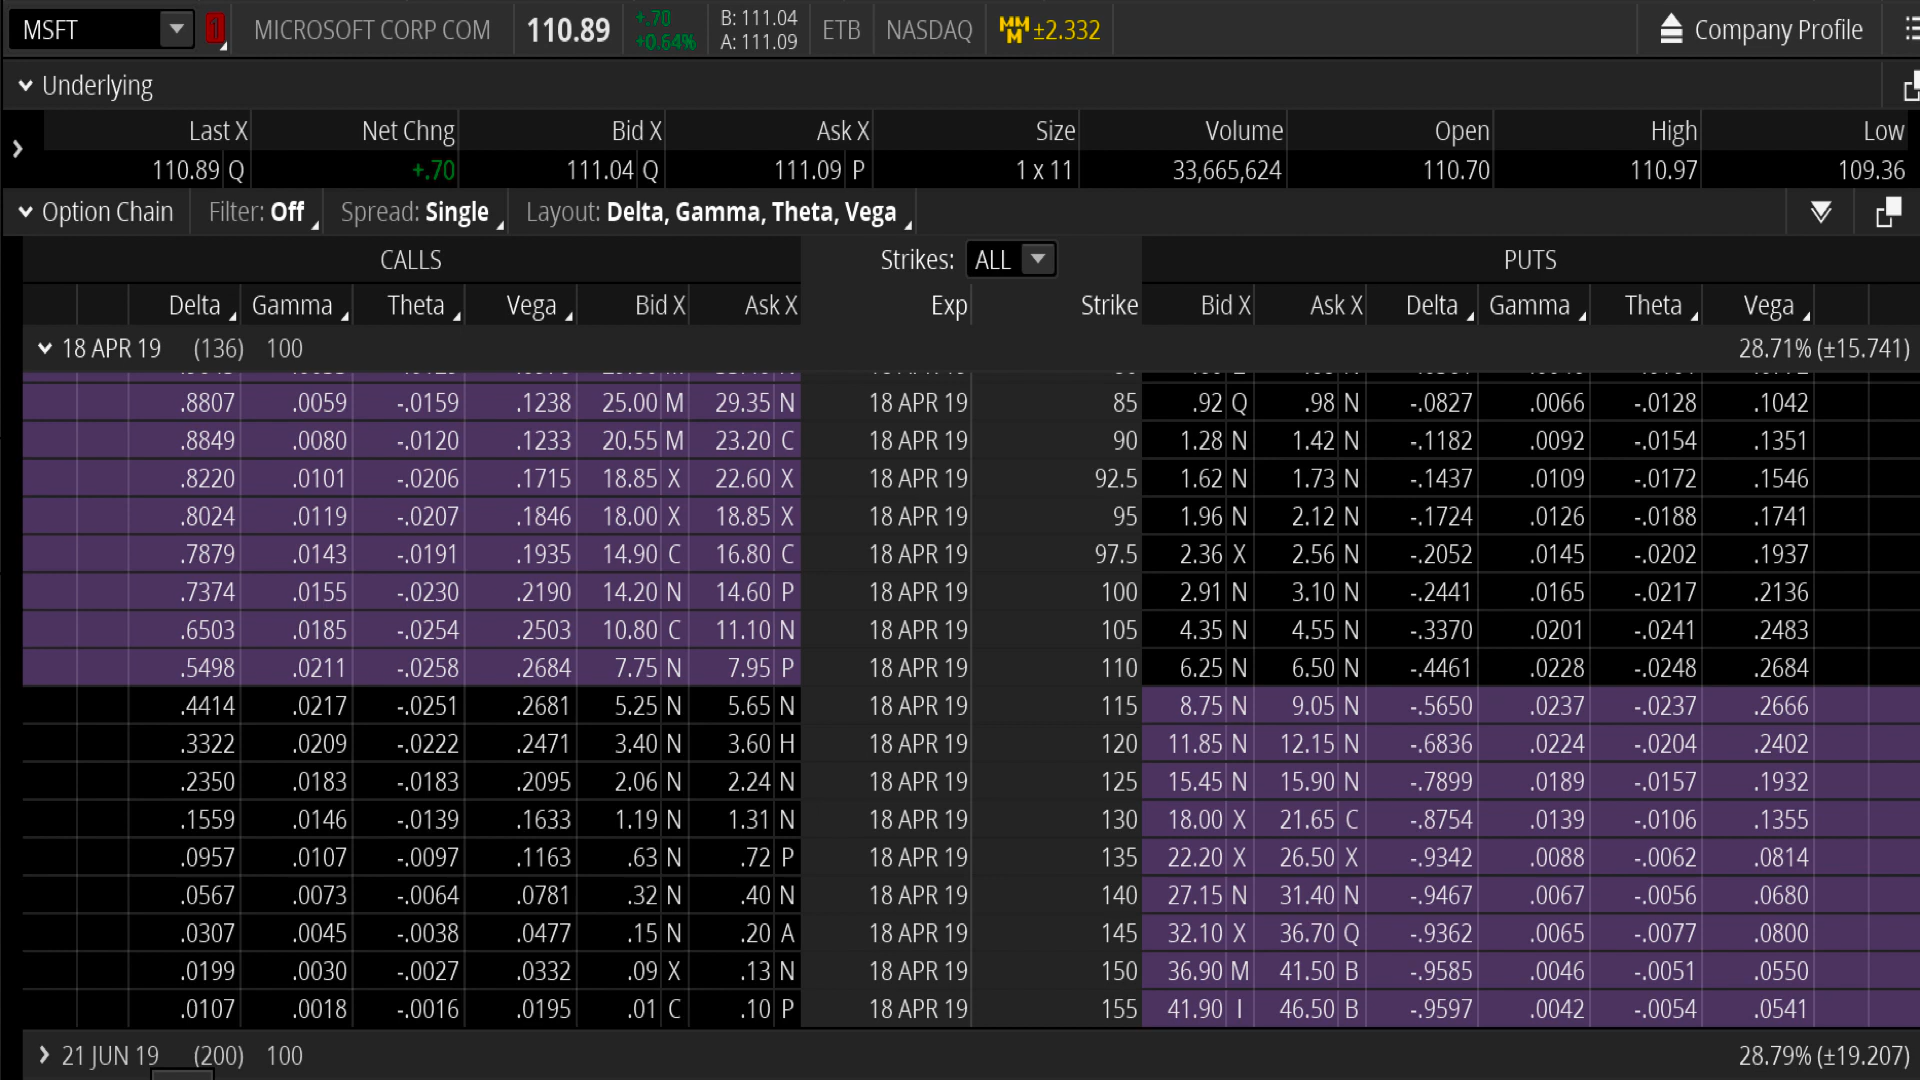 MSFT 1 MICROSOFT CORP COM 110.89 +.70 +0.64% B: 111.04 A: 111.09 ETB NASDAQ MMM ±2.332 Company Profile
Underlying
Last X Net Chng Bid X Ask X Size Volume Open High Low
110.89 Q +.70 111.04 Q 111.09 P 1 x 11 33,665,624 110.70 110.97 109.36
Option Chain Filter: Off Spread: Single Layout: Delta, Gamma, Theta, Vega
CALLS Strikes: ALL PUTS
Delta Gamma Theta Vega Bid X Ask X Exp Strike Bid X Ask X Delta Gamma Theta Vega
18 APR 19 (136) 100 28.71% (±15.741)
.8807 .0059 -.0159 .1238 25.00 M 29.35 N 18 APR 19 85 .92 Q .98 N -.0827 .0066 -.0128 .1042
.8849 .0080 -.0120 .1233 20.55 M 23.20 C 18 APR 19 90 1.28 N 1.42 N -.1182 .0092 -.0154 .1351
.8220 .0101 -.0206 .1715 18.85 X 22.60 X 18 APR 19 92.5 1.62 N 1.73 N -.1437 .0109 -.0172 .1546
.8024 .0119 -.0207 .1846 18.00 X 18.85 X 18 APR 19 95 1.96 N 2.12 N -.1724 .0126 -.0188 .1741
.7879 .0143 -.0191 .1935 14.90 C 16.80 C 18 APR 19 97.5 2.36 X 2.56 N -.2052 .0145 -.0202 .1937
.7374 .0155 -.0230 .2190 14.20 N 14.60 P 18 APR 19 100 2.91 N 3.10 N -.2441 .0165 -.0217 .2136
.6503 .0185 -.0254 .2503 10.80 C 11.10 N 18 APR 19 105 4.35 N 4.55 N -.3370 .0201 -.0241 .2483
.5498 .0211 -.0258 .2684 7.75 N 7.95 P 18 APR 19 110 6.25 N 6.50 N -.4461 .0228 -.0248 .2684
.4414 .0217 -.0251 .2681 5.25 N 5.65 N 18 APR 19 115 8.75 N 9.05 N -.5650 .0237 -.0237 .2666
.3322 .0209 -.0222 .2471 3.40 N 3.60 H 18 APR 19 120 11.85 N 12.15 N -.6836 .0224 -.0204 .2402
.2350 .0183 -.0183 .2095 2.06 N 2.24 N 18 APR 19 125 15.45 N 15.90 N -.7899 .0189 -.0157 .1932
.1559 .0146 -.0139 .1633 1.19 N 1.31 N 18 APR 19 130 18.00 X 21.65 C -.8754 .0139 -.0106 .1355
.0957 .0107 -.0097 .1163 .63 N .72 P 18 APR 19 135 22.20 X 26.50 X -.9342 .0088 -.0062 .0814
.0567 .0073 -.0064 .0781 .32 N .40 N 18 APR 19 140 27.15 N 31.40 N -.9467 .0067 -.0056 .0680
.0307 .0045 -.0038 .0477 .15 N .20 A 18 APR 19 145 32.10 X 36.70 Q -.9362 .0065 -.0077 .0800
.0199 .0030 -.0027 .0332 .09 X .13 N 18 APR 19 150 36.90 M 41.50 B -.9585 .0046 -.0051 .0550
.0107 .0018 -.0016 .0195 .01 C .10 P 18 APR 19 155 41.90 I 46.50 B -.9597 .0042 -.0054 .0541
21 JUN 19 (200) 100 28.79% (±19.207)